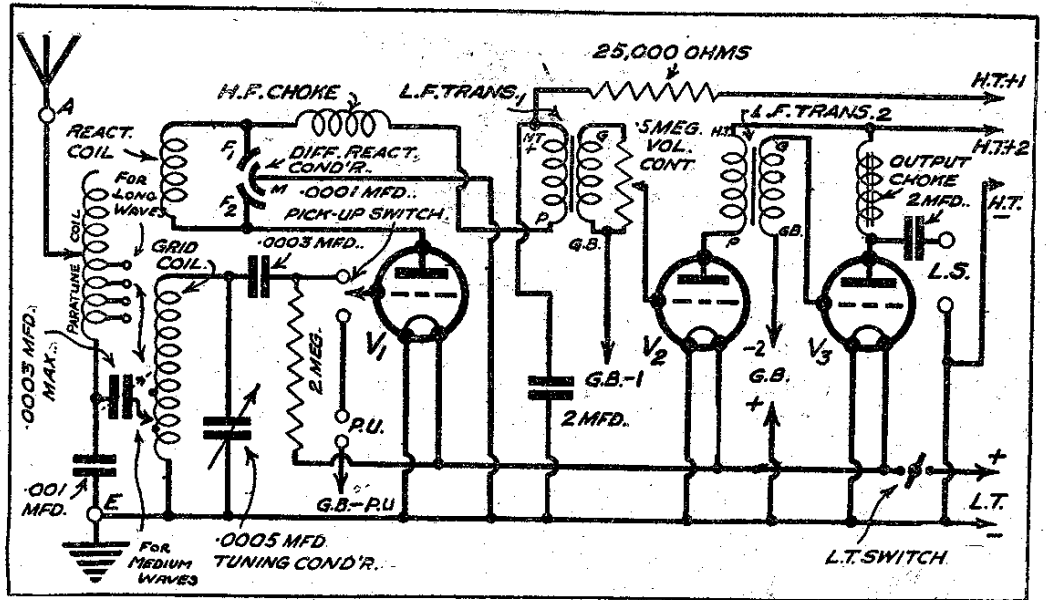 25,000 OHMS
H.F. CHOKE
L.F. TRANS. 1
H.T.+1
L.F. TRANS. 2
H.T.+2
A
REACT.
COIL
F1
DIFF. REACT.
COND'R.
M
.0001 MFD..
F2
H.T.
+
G
P
G.B.
.5 MEG.
VOL.
CONT.
H.T.
G
P
G.B.
OUTPUT
CHOKE
2 MFD..
H.T.
-
L.S.
FOR
LONG
WAVES
PARATUNE COIL
GRID
COIL.
PICK-UP SWITCH.
.0003 MFD..
V1
V2
V3
.0003 MFD.
MAX..
2 MEG.
P.U.
G.B.-P.U
G.B.-1
2 MFD..
-2
G.B.
+
.001
MFD.
E
.0005 MFD.
TUNING COND'R..
FOR
MEDIUM
WAVES
+
L.T.
-
L.T. SWITCH